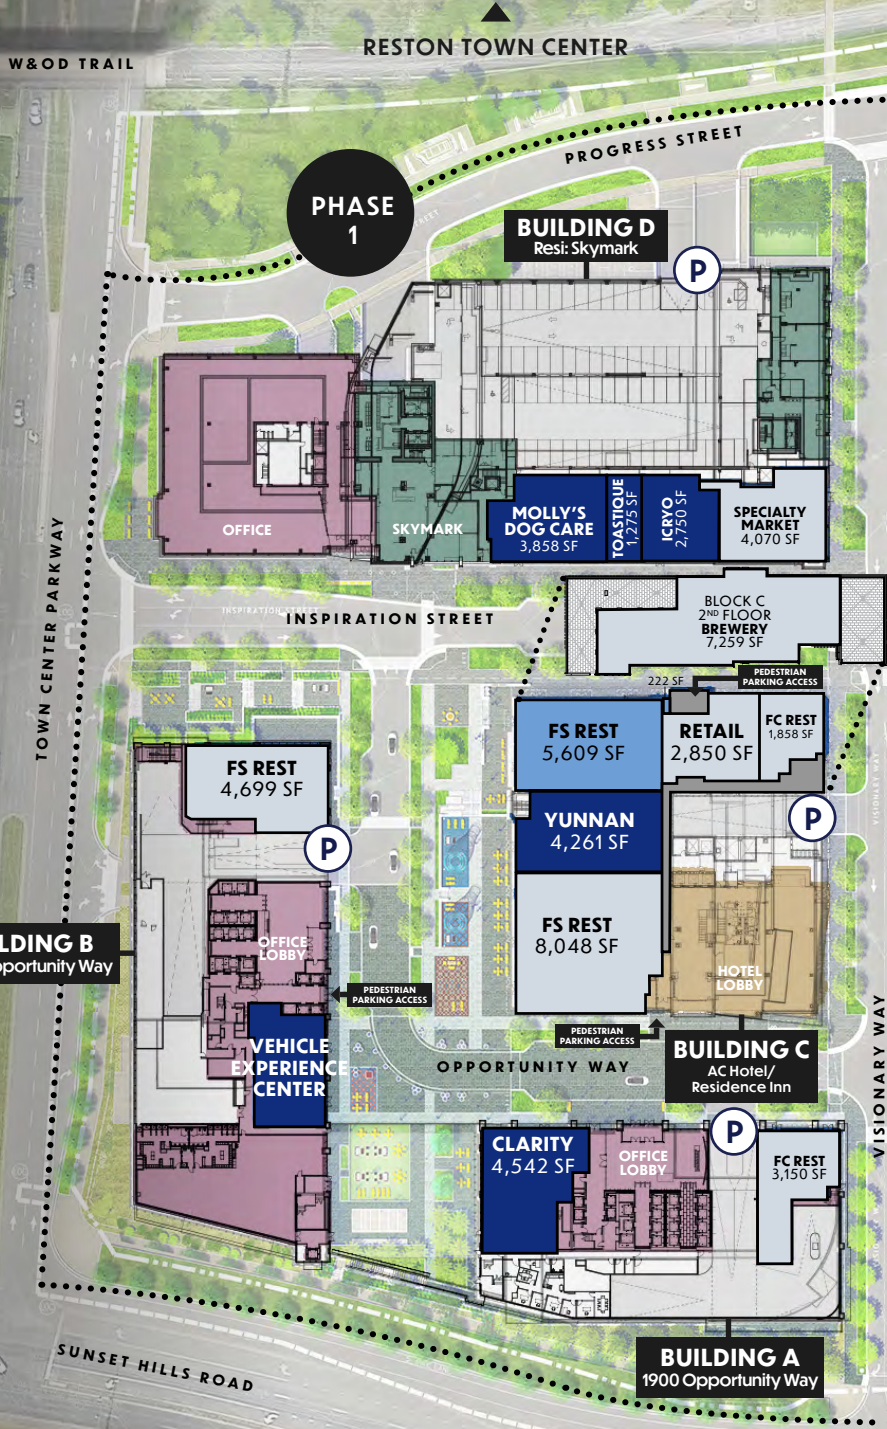 RESTON TOWN CENTER
W&OD TRAIL
PROGRESS STREET
PHASE
1
BUILDING D
Resi: Skymark
P
OFFICE
SKYMARK
MOLLY'S
DOG CARE
3,858 SF
TOASTIQUE
1,275 SF
ICRYO
2,750 SF
SPECIALTY
MARKET
4,070 SF
TOWN CENTER PARKWAY
INSPIRATION STREET
INSPIRATION STREET
BLOCK C
2ND FLOOR
BREWERY
7,259 SF
222 SF
PEDESTRIAN
PARKING ACCESS
FS REST
5,609 SF
RETAIL
2,850 SF
FC REST
1,858 SF
FS REST
4,699 SF
VISIONARY WAY
P
YUNNAN
4,261 SF
P
FS REST
8,048 SF
LDING B
pportunity Way
OFFICE
LOBBY
HOTEL
LOBBY
PEDESTRIAN
PARKING ACCESS
PEDESTRIAN
PARKING ACCESS
VEHICLE
EXPERIENCE
CENTER
OPPORTUNITY WAY
BUILDING C
AC Hotel/
Residence Inn
VISIONARY WAY
P
CLARITY
4,542 SF
OFFICE
LOBBY
FC REST
3,150 SF
SUNSET HILLS ROAD
BUILDING A
1900 Opportunity Way